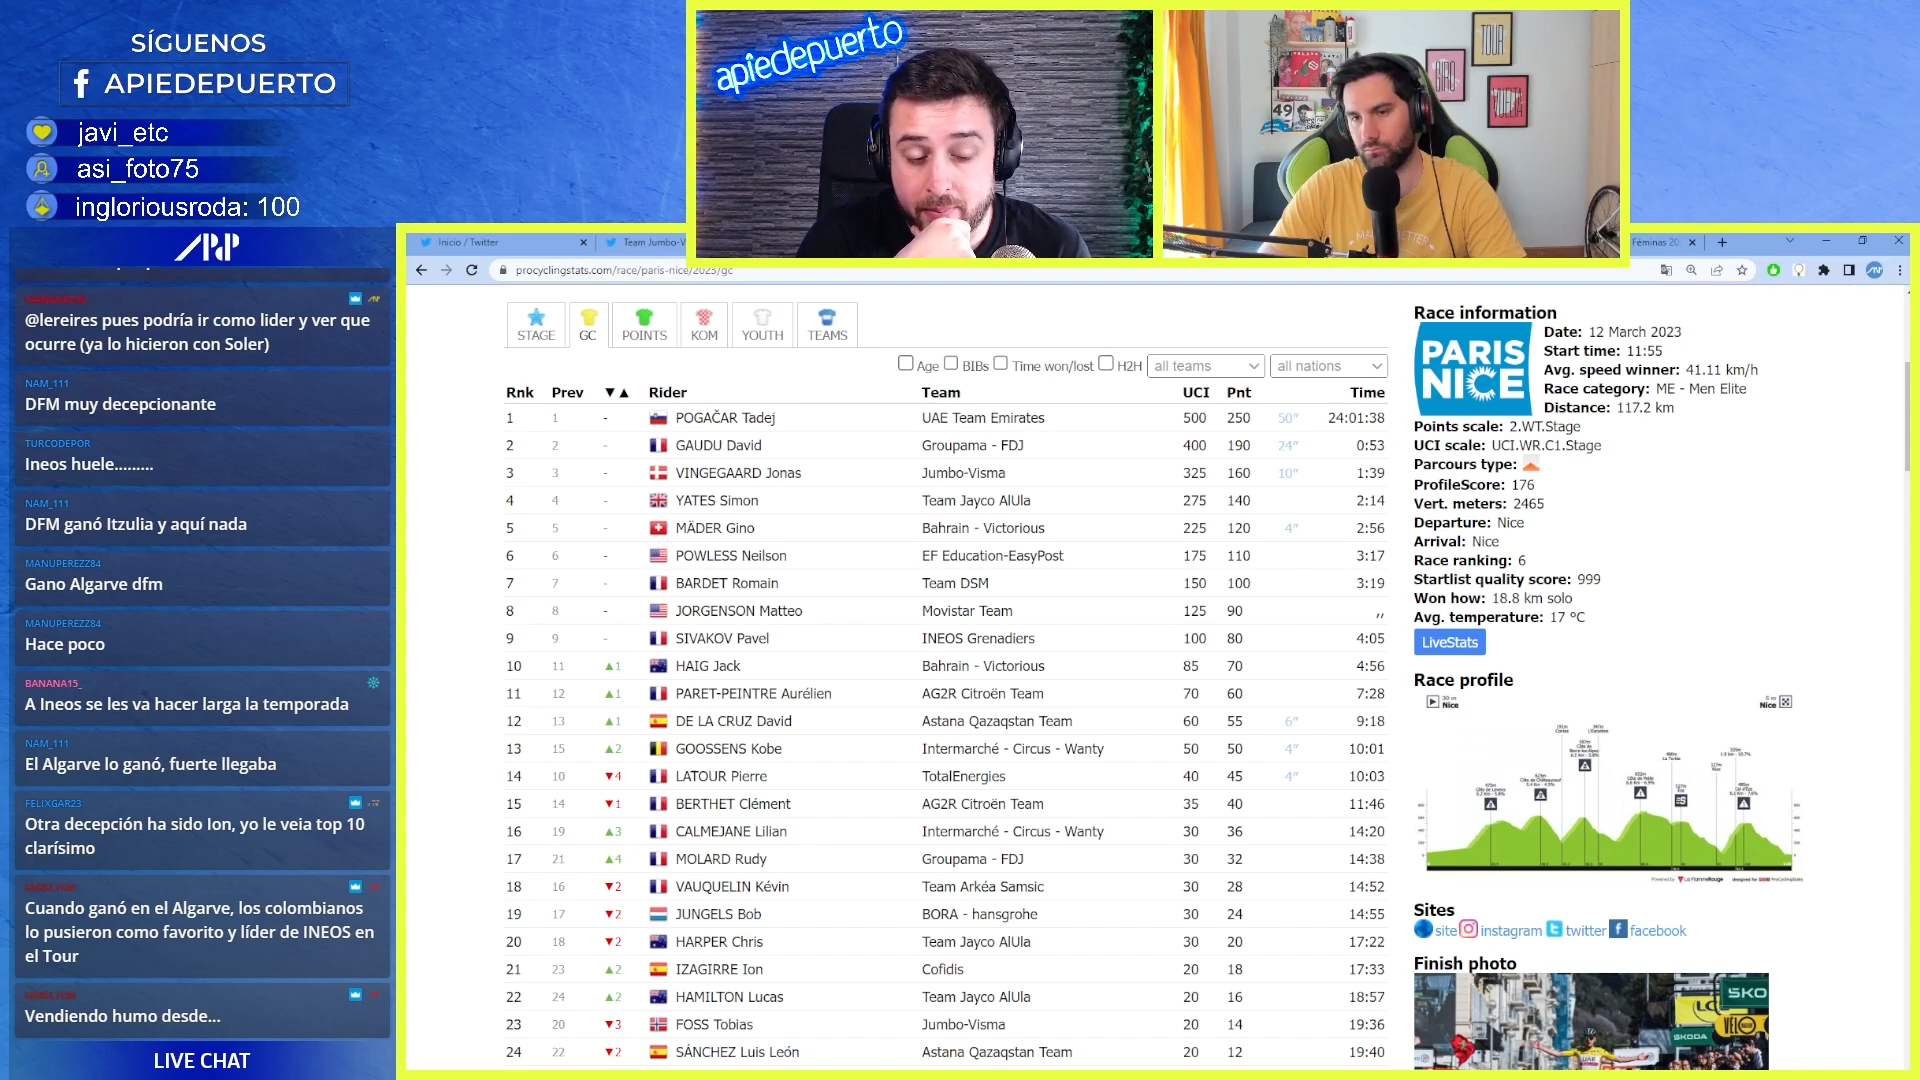 SÍGUENOS
f APIEDEPUERTO
javi_etc
asi_foto75
ingloriousroda: 100
@lereires pues podría ir como lider y ver que
ocurre (ya lo hicieron con Soler)
NAM_111
DFM muy decepcionante
TURCODEPOR
Ineos huele.........
NAM_111
DFM ganó Itzulia y aquí nada
MANUPEREZZ84
Gano Algarve dfm
MANUPEREZZ84
Hace poco
BANANA15_
A Ineos se les va hacer larga la temporada
NAM_111
El Algarve lo ganó, fuerte llegaba
FELIXGAR23
Otra decepción ha sido Ion, yo le veia top 10
clarísimo
Cuando ganó en el Algarve, los colombianos
lo pusieron como favorito y líder de INEOS en
el Tour
Vendiendo humo desde...
LIVE CHAT
apiedepuerto
TOUR
GIRO
VUELTA
49
Inicio / Twitter
Team Jumbo-V
Féminas 20
procyclingstats.com/race/paris-nice/2023/gc
STAGE GC POINTS KOM YOUTH TEAMS
Age BIBs Time won/lost H2H all teams all nations
Rnk Prev ▼▲ Rider Team UCI Pnt Time
1 1 - POGAČAR Tadej UAE Team Emirates 500 250 50″ 24:01:38
2 2 - GAUDU David Groupama - FDJ 400 190 24″ 0:53
3 3 - VINGEGAARD Jonas Jumbo-Visma 325 160 10″ 1:39
4 4 - YATES Simon Team Jayco AlUla 275 140 2:14
5 5 - MÄDER Gino Bahrain - Victorious 225 120 4″ 2:56
6 6 - POWLESS Neilson EF Education-EasyPost 175 110 3:17
7 7 - BARDET Romain Team DSM 150 100 3:19
8 8 - JORGENSON Matteo Movistar Team 125 90 ,,
9 9 - SIVAKOV Pavel INEOS Grenadiers 100 80 4:05
10 11 ▲1 HAIG Jack Bahrain - Victorious 85 70 4:56
11 12 ▲1 PARET-PEINTRE Aurélien AG2R Citroën Team 70 60 7:28
12 13 ▲1 DE LA CRUZ David Astana Qazaqstan Team 60 55 6″ 9:18
13 15 ▲2 GOOSSENS Kobe Intermarché - Circus - Wanty 50 50 4″ 10:01
14 10 ▼4 LATOUR Pierre TotalEnergies 40 45 4″ 10:03
15 14 ▼1 BERTHET Clément AG2R Citroën Team 35 40 11:46
16 19 ▲3 CALMEJANE Lilian Intermarché - Circus - Wanty 30 36 14:20
17 21 ▲4 MOLARD Rudy Groupama - FDJ 30 32 14:38
18 16 ▼2 VAUQUELIN Kévin Team Arkéa Samsic 30 28 14:52
19 17 ▼2 JUNGELS Bob BORA - hansgrohe 30 24 14:55
20 18 ▼2 HARPER Chris Team Jayco AlUla 30 20 17:22
21 23 ▲2 IZAGIRRE Ion Cofidis 20 18 17:33
22 24 ▲2 HAMILTON Lucas Team Jayco AlUla 20 16 18:57
23 20 ▼3 FOSS Tobias Jumbo-Visma 20 14 19:36
24 22 ▼2 SÁNCHEZ Luis León Astana Qazaqstan Team 20 12 19:40
Race information
PARIS
NICE
Date: 12 March 2023
Start time: 11:55
Avg. speed winner: 41.11 km/h
Race category: ME - Men Elite
Distance: 117.2 km
Points scale: 2.WT.Stage
UCI scale: UCI.WR.C1.Stage
Parcours type:
ProfileScore: 176
Vert. meters: 2465
Departure: Nice
Arrival: Nice
Race ranking: 6
Startlist quality score: 999
Won how: 18.8 km solo
Avg. temperature: 17 °C
LiveStats
Race profile
Nice
Nice
Sites
site instagram twitter facebook
Finish photo
SKO
SKODA